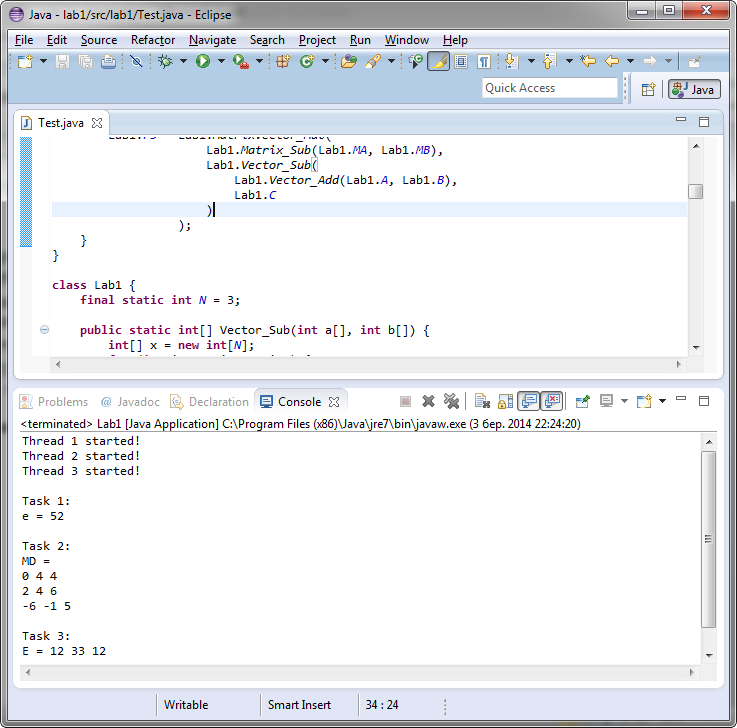 Java - lab1/src/lab1/Test.java - Eclipse
File Edit Source Refactor Navigate Search Project Run Window Help
Quick Access
Java
Test.java
Lab1.Matrix_Sub(Lab1.MA, Lab1.MB),
Lab1.Vector_Sub(
Lab1.Vector_Add(Lab1.A, Lab1.B),
Lab1.C
)
);
}
}
class Lab1 {
final static int N = 3;
public static int[] Vector_Sub(int a[], int b[]) {
int[] x = new int[N];
Problems @ Javadoc Declaration Console
<terminated> Lab1 [Java Application] C:\Program Files (x86)\Java\jre7\bin\javaw.exe (3 бер. 2014 22:24:20)
Thread 1 started!
Thread 2 started!
Thread 3 started!
Task 1:
e = 52
Task 2:
MD =
0 4 4
2 4 6
-6 -1 5
Task 3:
E = 12 33 12
Writable Smart Insert 34 : 24